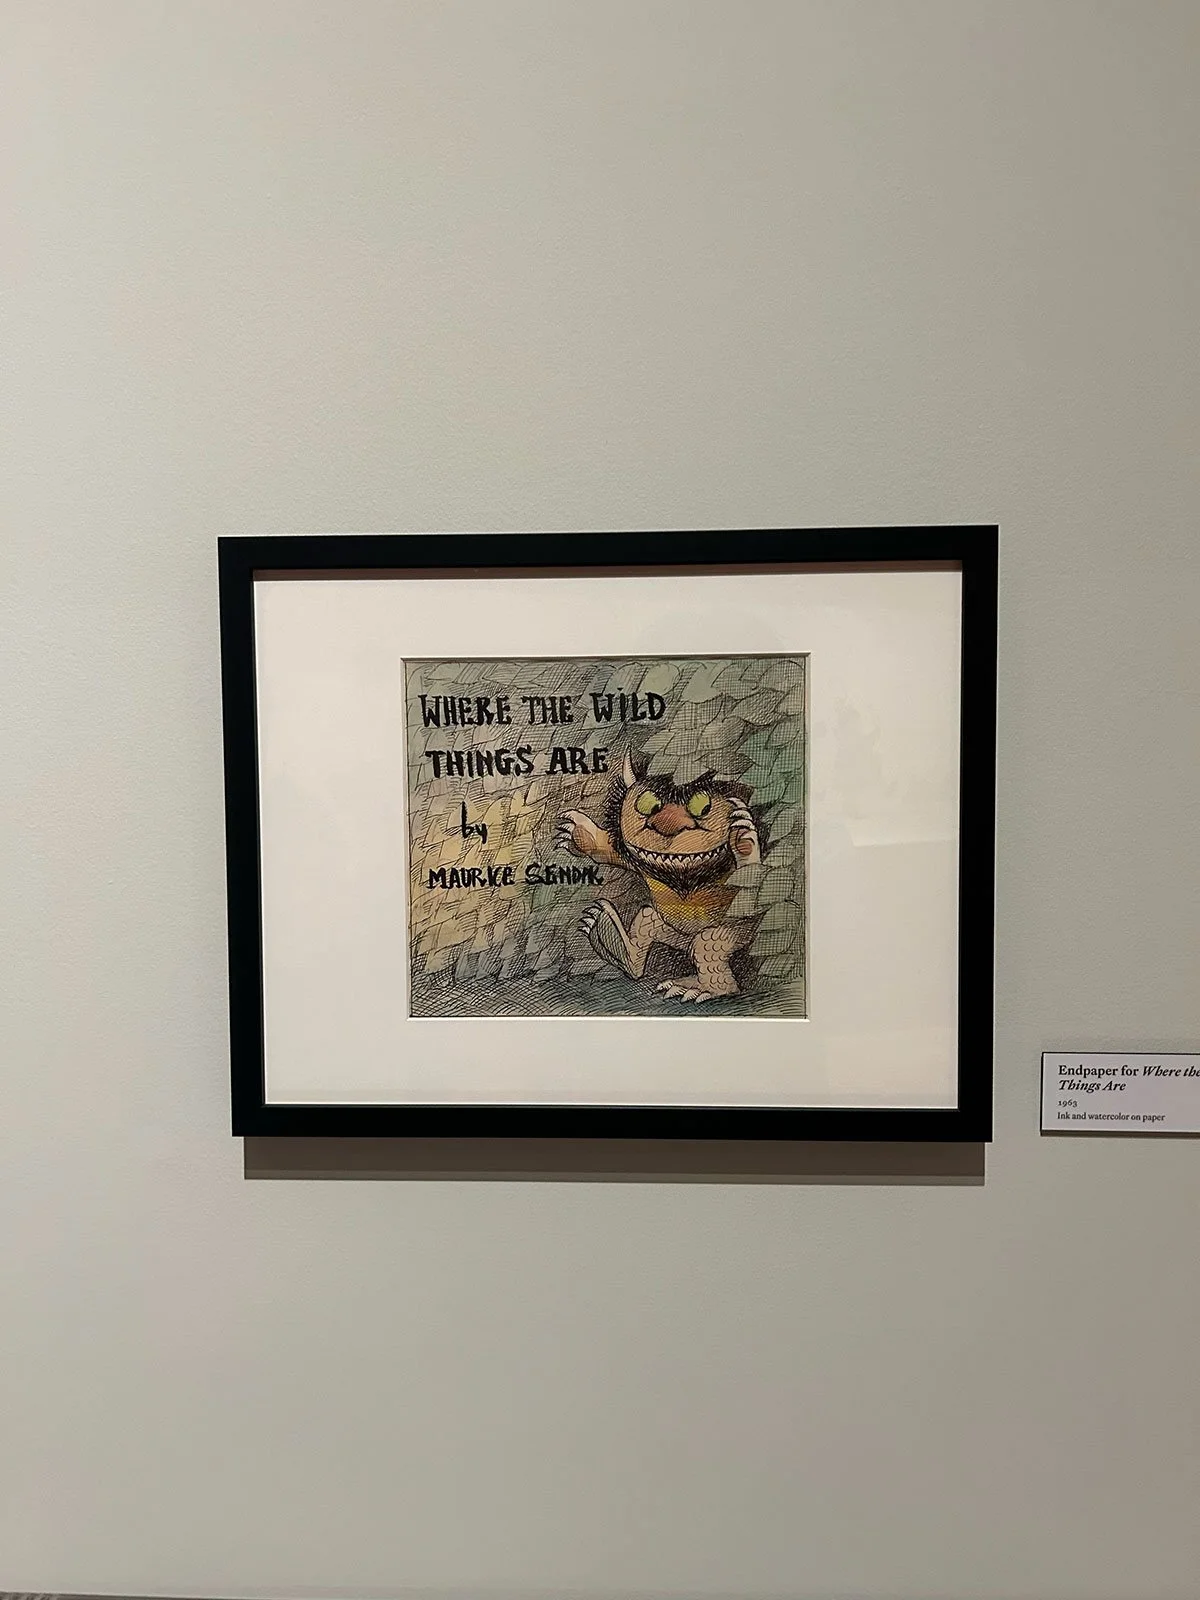 WHERE THE WILD
THINGS ARE
by
MAURICE SENDAK
Endpaper for Where the
Things Are
1963
Ink and watercolor on paper